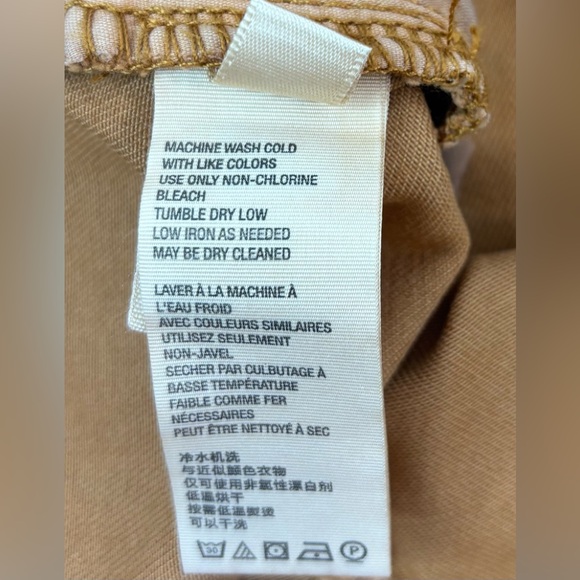 MACHINE WASH COLD
WITH LIKE COLORS
USE ONLY NON-CHLORINE
BLEACH
TUMBLE DRY LOW
LOW IRON AS NEEDED
MAY BE DRY CLEANED
LAVER À LA MACHINE À
L'EAU FROID
AVEC COULEURS SIMILAIRES
UTILISEZ SEULEMENT
NON-JAVEL
SECHER PAR CULBUTAGE A
BASSE TEMPÉRATURE
FAIBLE COMME FER
NÉCESSAIRES
PEUT ÊTRE NETTOYÉ À SEC
冷水机洗
与近似颜色衣物
仅可使用非氯性漂白剂
低温烘干
按需低温熨烫
可以干洗
30 P